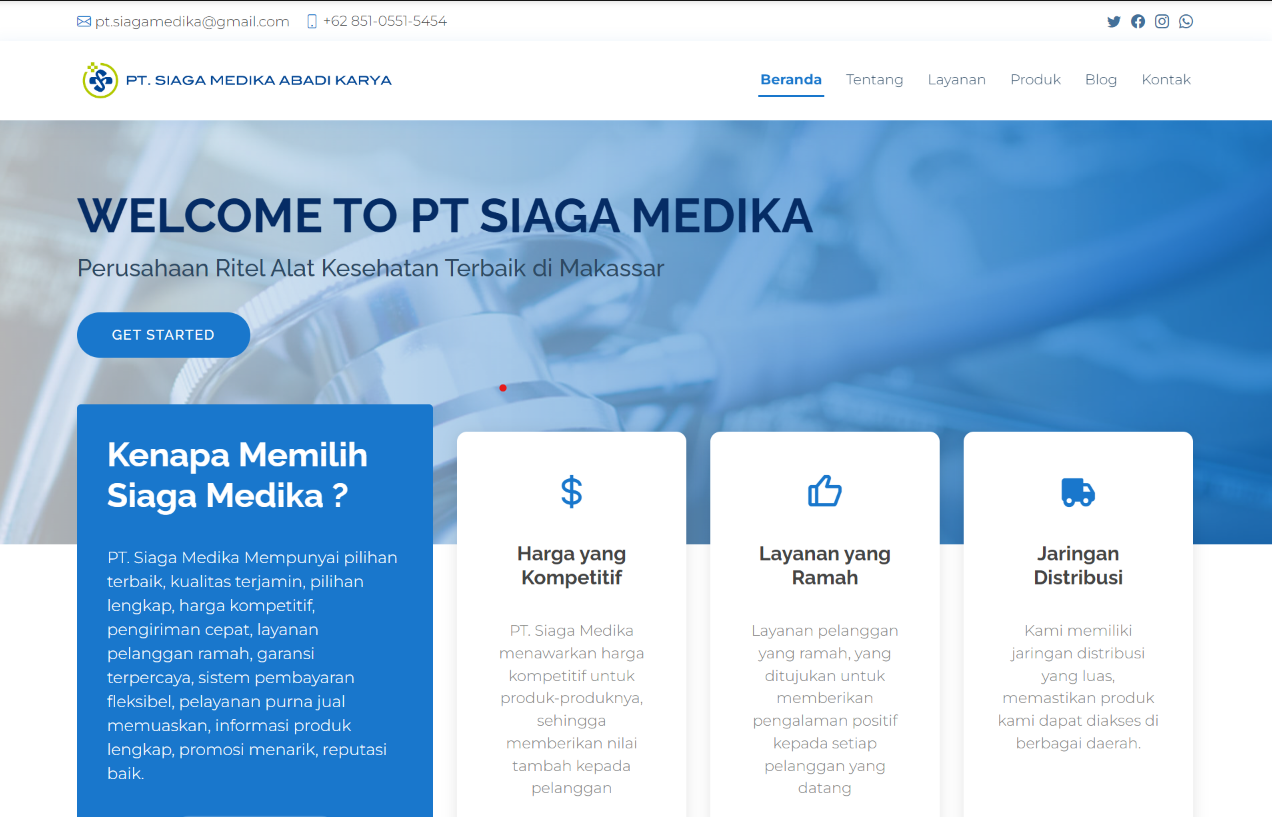 pt.siagamedika@gmail.com +62 851-0551-5454
PT. SIAGA MEDIKA ABADI KARYA
Beranda Tentang Layanan Produk Blog Kontak
WELCOME TO PT SIAGA MEDIKA
Perusahaan Ritel Alat Kesehatan Terbaik di Makassar
GET STARTED
Kenapa Memilih
Siaga Medika ?
PT. Siaga Medika Mempunyai pilihan
terbaik, kualitas terjamin, pilihan
lengkap, harga kompetitif,
pengiriman cepat, layanan
pelanggan ramah, garansi
terpercaya, sistem pembayaran
fleksibel, pelayanan purna jual
memuaskan, informasi produk
lengkap, promosi menarik, reputasi
baik.
Harga yang
Kompetitif
PT. Siaga Medika
menawarkan harga
kompetitif untuk
produk-produknya,
sehingga
memberikan nilai
tambah kepada
pelanggan
Layanan yang
Ramah
Layanan pelanggan
yang ramah, yang
ditujukan untuk
memberikan
pengalaman positif
kepada setiap
pelanggan yang
datang
Jaringan
Distribusi
Kami memiliki
jaringan distribusi
yang luas,
memastikan produk
kami dapat diakses di
berbagai daerah.